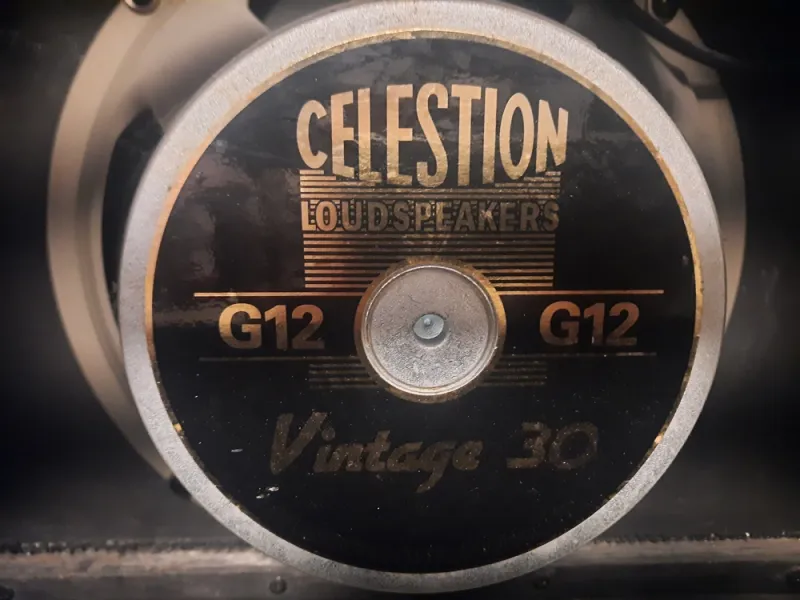 CELESTION
LOUDSPEAKERS
G12 G12
Vintage 30